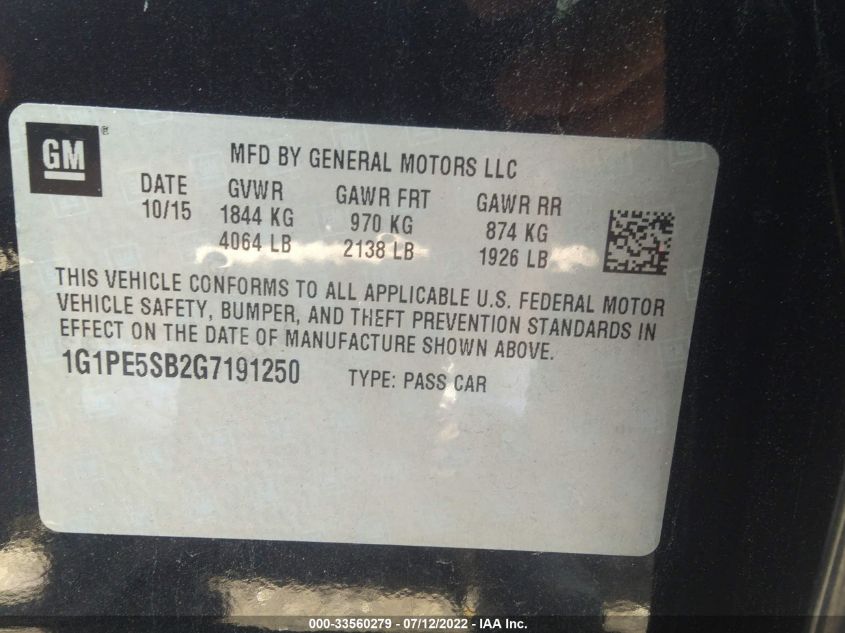 GM®
MFD BY GENERAL MOTORS LLC
DATE GVWR GAWR FRT GAWR RR
10/15 1844 KG 970 KG 874 KG
4064 LB 2138 LB 1926 LB
THIS VEHICLE CONFORMS TO ALL APPLICABLE U.S. FEDERAL MOTOR
VEHICLE SAFETY, BUMPER, AND THEFT PREVENTION STANDARDS IN
EFFECT ON THE DATE OF MANUFACTURE SHOWN ABOVE.
1G1PE5SB2G7191250 TYPE: PASS CAR
000-33560279 - 07/12/2022 - IAA Inc.